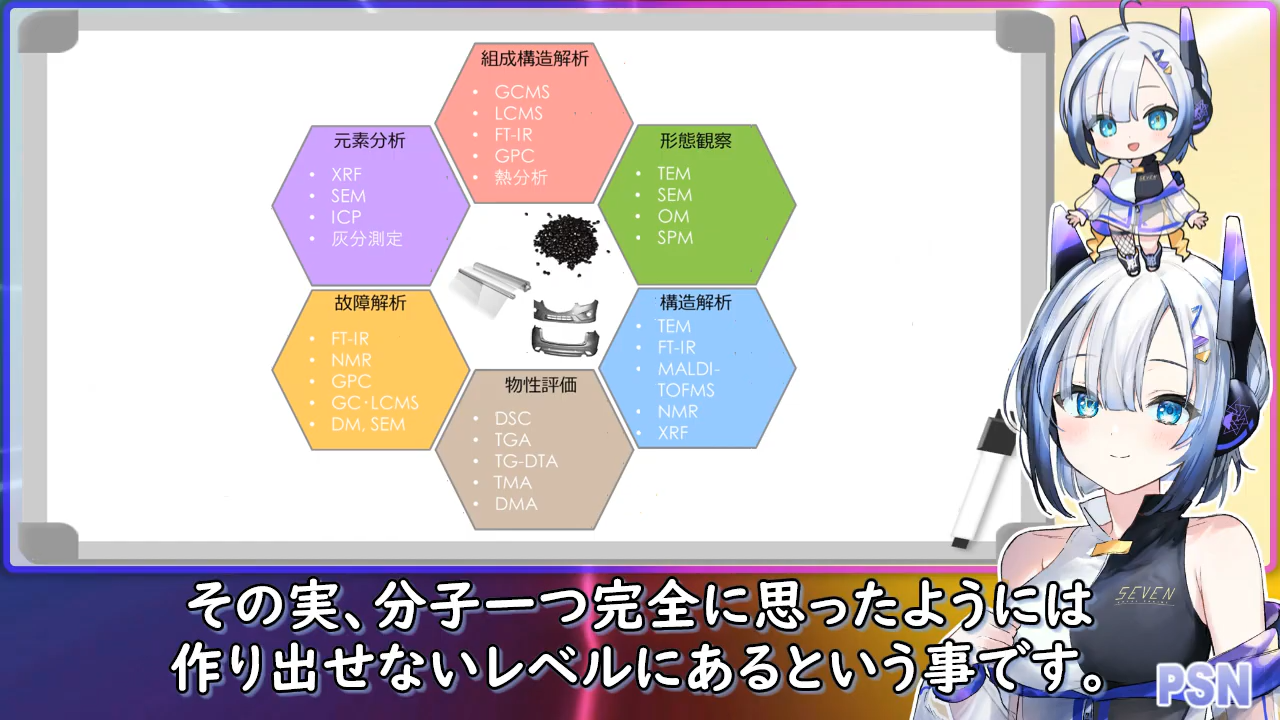 組成構造解析
• GCMS
• LCMS
• FT-IR
• GPC
• 熱分析
元素分析
• XRF
• SEM
• ICP
• 灰分測定
形態観察
• TEM
• SEM
• OM
• SPM
故障解析
• FT-IR
• NMR
• GPC
• GC・LCMS
• DM, SEM
構造解析
• TEM
• FT-IR
• MALDI-
TOFMS
• NMR
• XRF
物性評価
• DSC
• TGA
• TG-DTA
• TMA
• DMA
SEVEN
SEVEN
その実、分子一つ完全に思ったようには
作り出せないレベルにあるという事です。
PSN